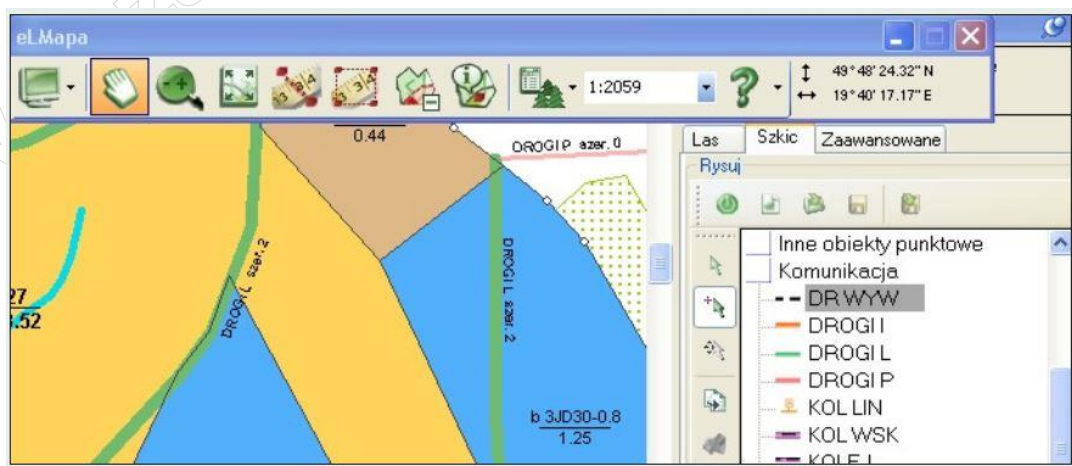 eLMapa
1:2059
49°48'24.32"N
19°40'17.17"E
0.44
DROGI P szer.0
Las Szkic Zaawansowane
Rysuj
Inne obiekty punktowe
Komunikacja
DR WYW
DROGI I
DROGI L
DROGI P
KOL LIN
KOL WSK
DROGI L szer.2
DROGI L szer.2
27
.52
b 3JD30-0.8
1.25